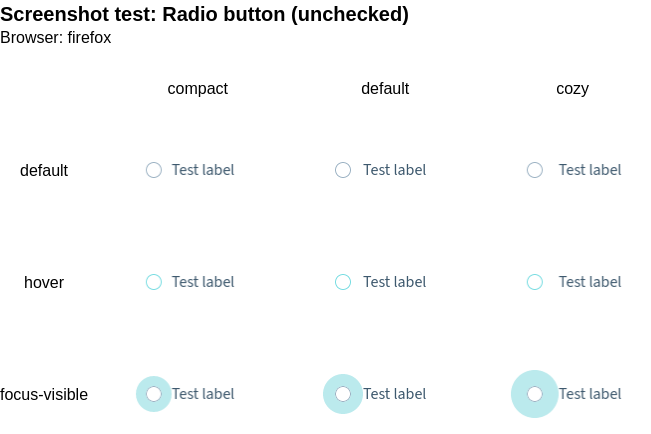 Screenshot test: Radio button (unchecked)
Browser: firefox
compact default cozy
default Test label Test label Test label
hover Test label Test label Test label
focus-visible Test label Test label Test label